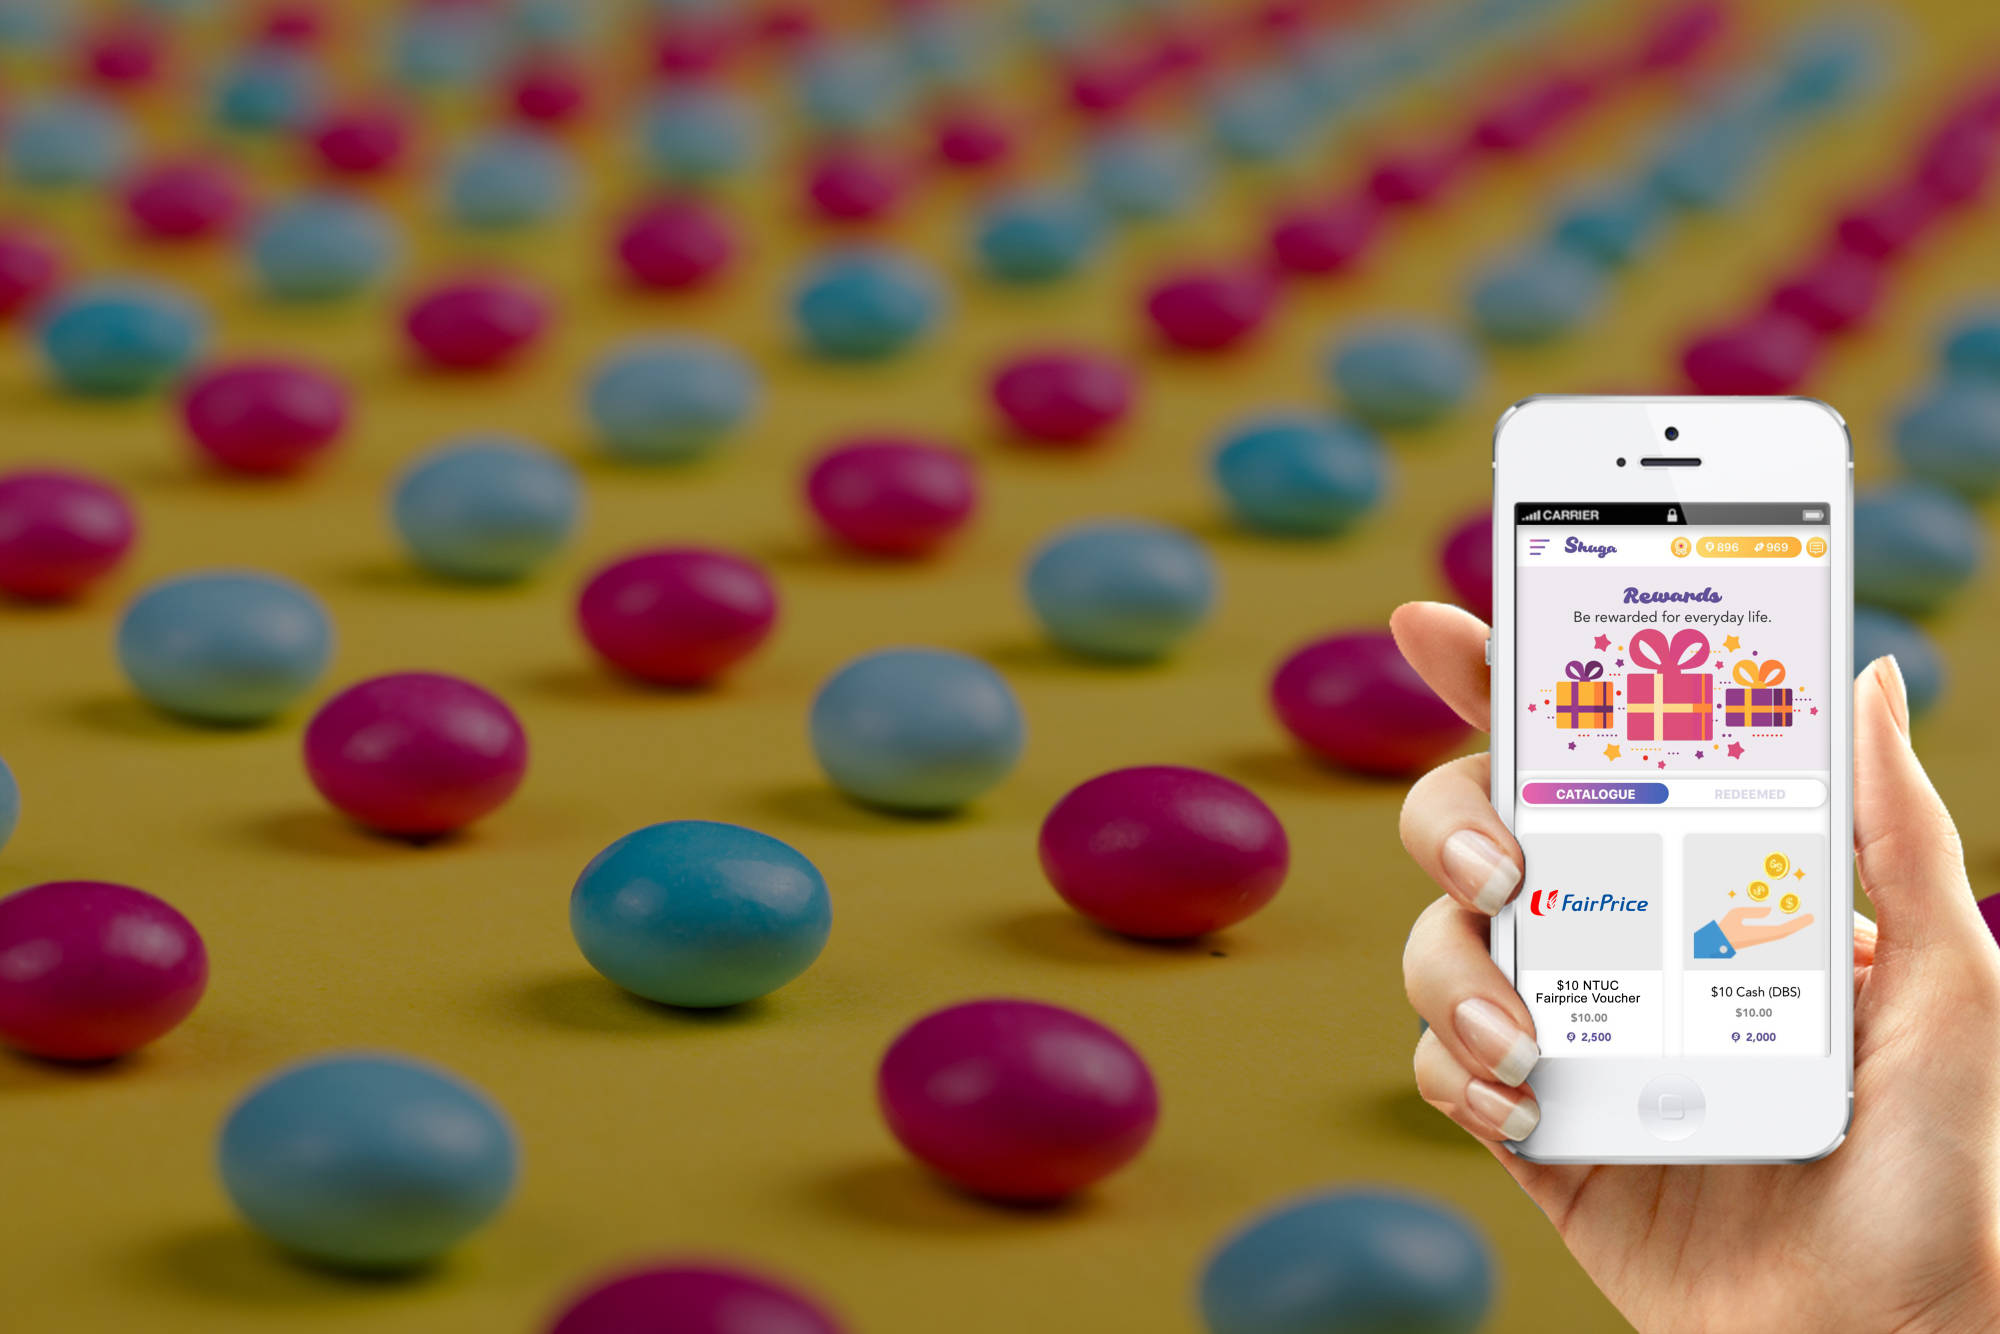 CARRIER
Shuga
896 969
Rewards
Be rewarded for everyday life.
CATALOGUE REDEEMED
FairPrice
$10 NTUC
Fairprice Voucher
$10.00
2,500
$10 Cash (DBS)
$10.00
2,000